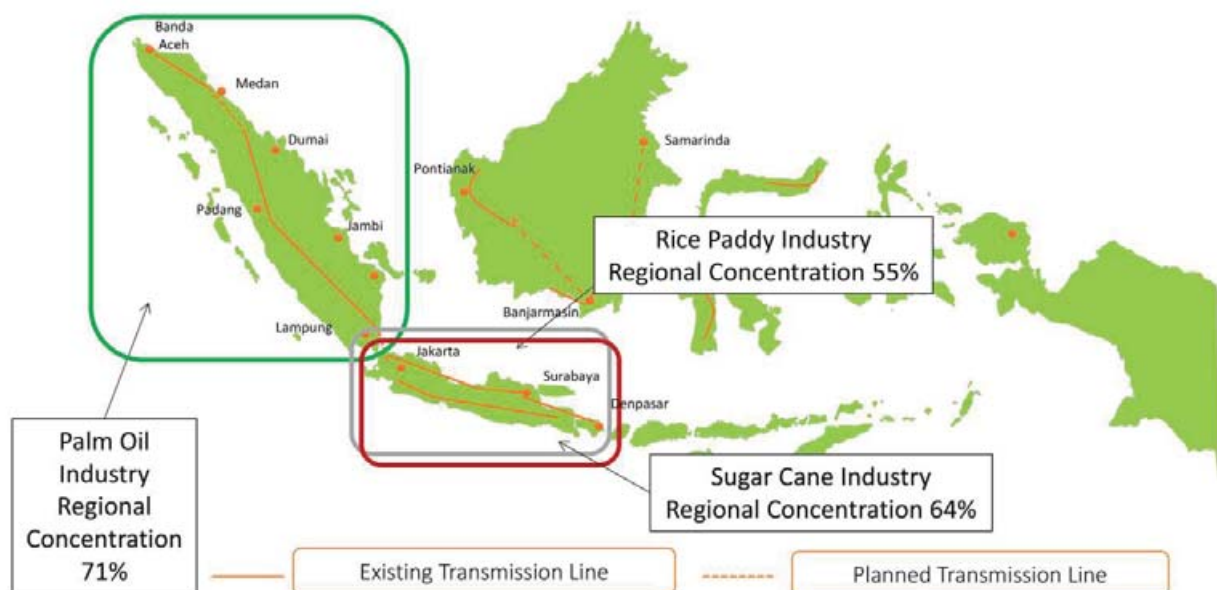 Banda
Aceh
Medan
Dumai
Padang
Jambi
Lampung
Pontianak
Samarinda
Banjarmasin
Rice Paddy Industry
Regional Concentration 55%
Jakarta
Surabaya
Denpasar
Palm Oil
Industry
Regional
Concentration
71%
Sugar Cane Industry
Regional Concentration 64%
Existing Transmission Line
Planned Transmission Line